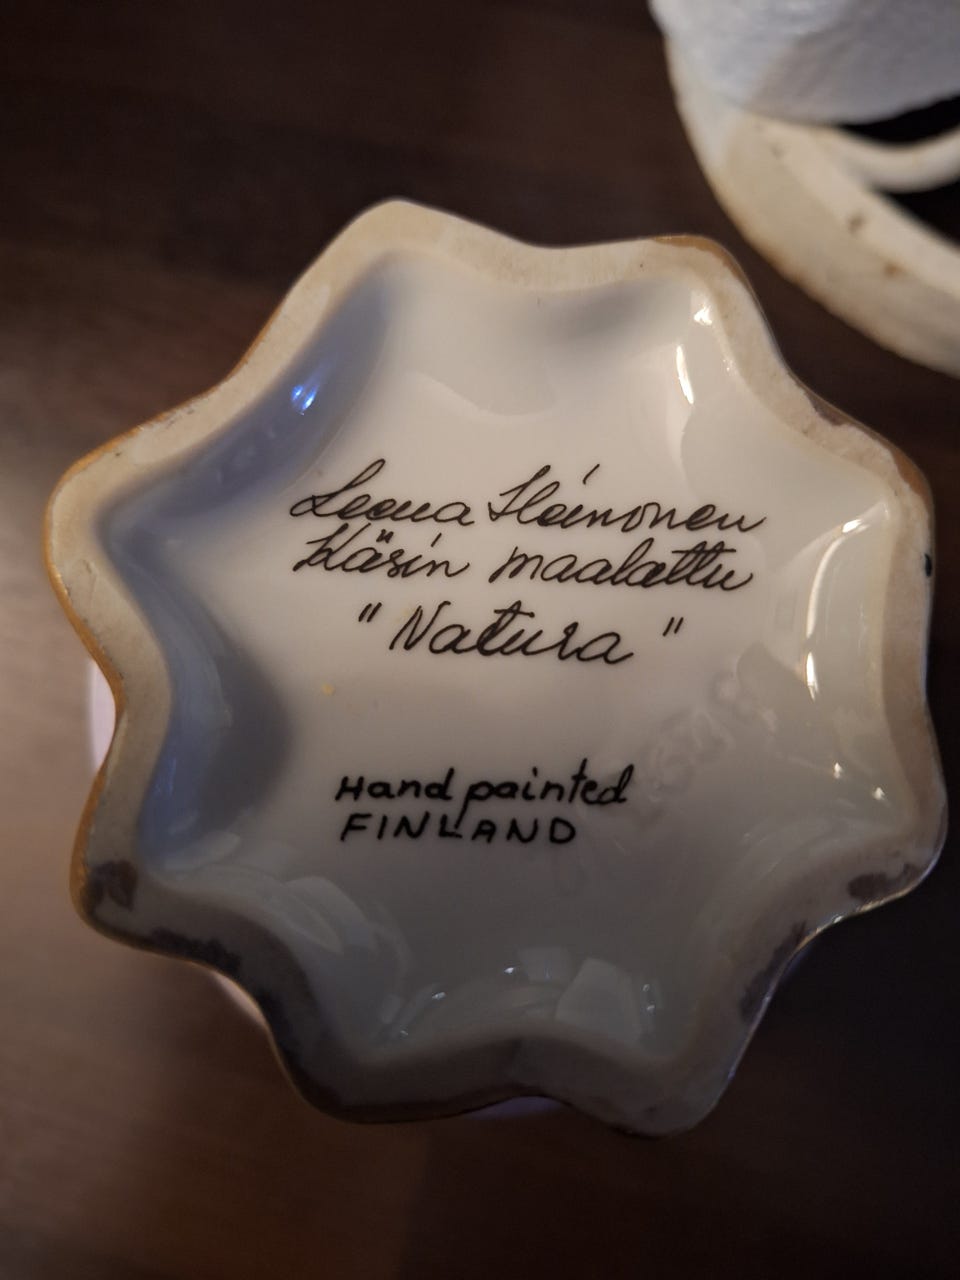 Leena Heinonen
Käsin maalattu
"Natura"
Hand painted
FINLAND